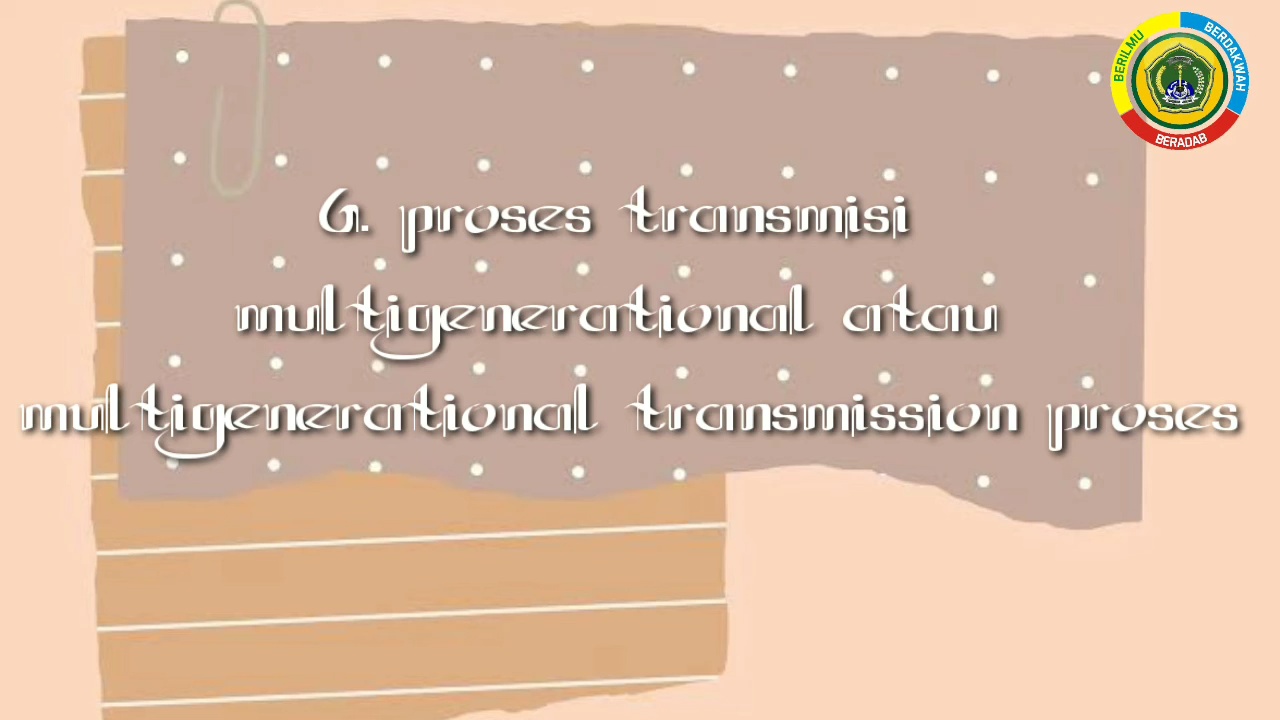 6. proses transmisi
multigenerational atau
multigenerational transmission proses
BERILMU
BERDAKWAH
BERADAB